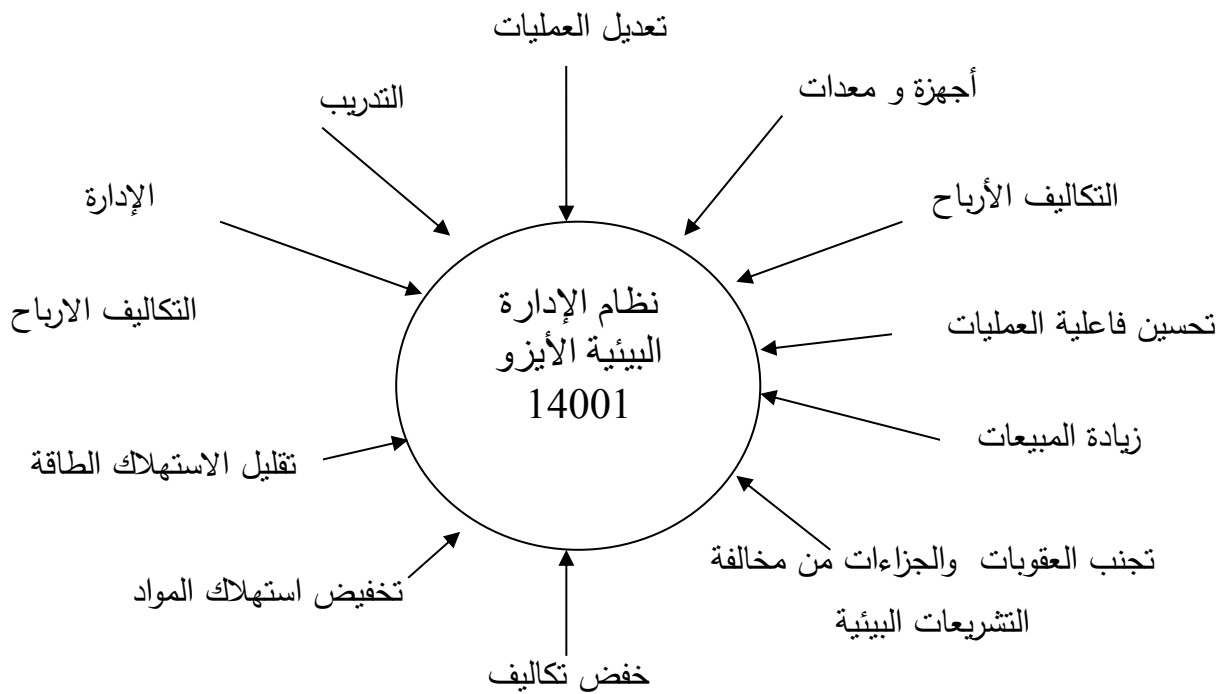 تعديل العمليات
أجهزة و معدات
التدريب
التكاليف الأرباح
الإدارة
نظام الإدارة
البيئية الأيزو
14001
التكاليف الارباح
تحسين فاعلية العمليات
زيادة المبيعات
تقليل الاستهلاك الطاقة
تجنب العقوبات والجزاءات من مخالفة
التشريعات البيئية
تخفيض استهلاك المواد
خفض تكاليف